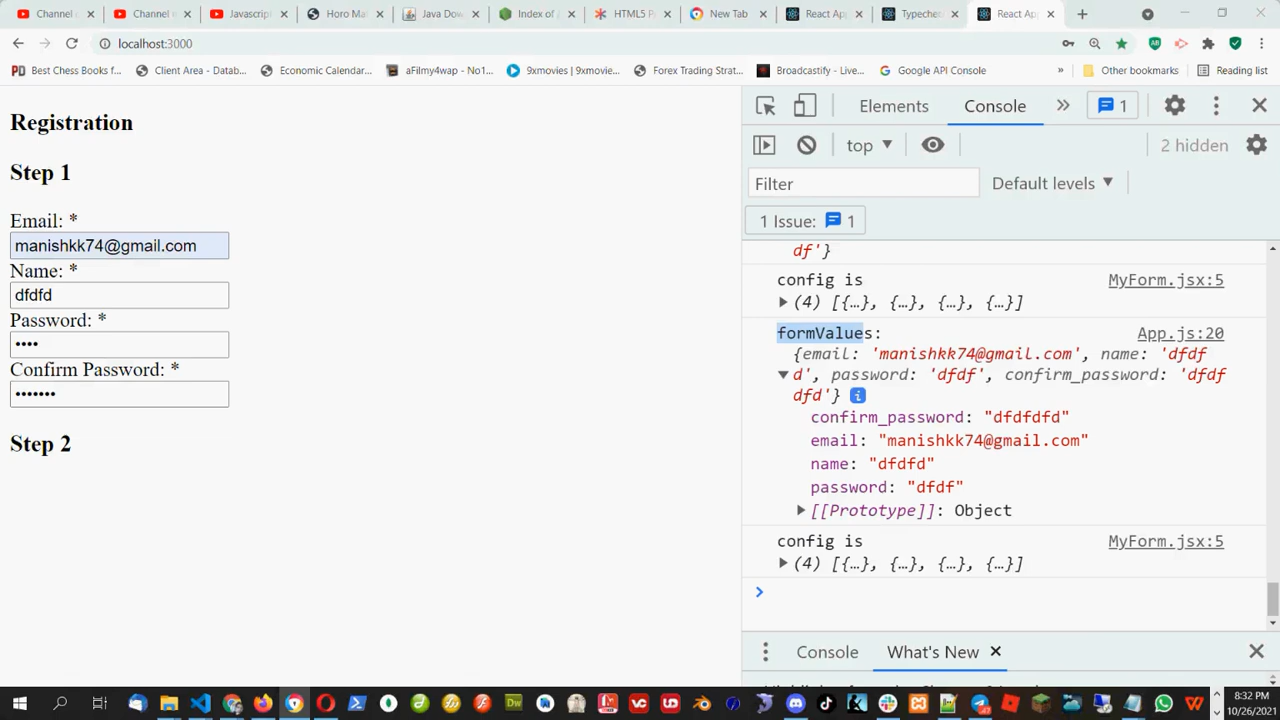 Channel c
Channel c
Javascrip
Horo Ma
Java Dow
Index of
HTML5 P
New Tab
React Ap
Typeche
React Ap
localhost:3000
Best Chess Books f...
Client Area - Datab...
Economic Calendar...
aFilmy4wap - No1...
9xmovies | 9xmovie...
Forex Trading Strat...
Broadcastify - Live...
Google API Console
»
Other bookmarks
Reading list
Registration
Step 1
Email: *
manishkk74@gmail.com
Name: *
dfdfd
Password: *
••••
Confirm Password: *
•••••••
Step 2
Elements Console » 1
top 2 hidden
Filter Default levels ▼
1 Issue: 1
df'}
config is MyForm.jsx:5
(4) [{…}, {…}, {…}, {…}]
formValues: App.js:20
{email: 'manishkk74@gmail.com', name: 'dfdf
d', password: 'dfdf', confirm_password: 'dfdf
dfd'}
confirm_password: "dfdfdfd"
email: "manishkk74@gmail.com"
name: "dfdfd"
password: "dfdf"
[[Prototype]]: Object
config is MyForm.jsx:5
(4) [{…}, {…}, {…}, {…}]
Console What's New ×
8:32 PM
10/26/2021